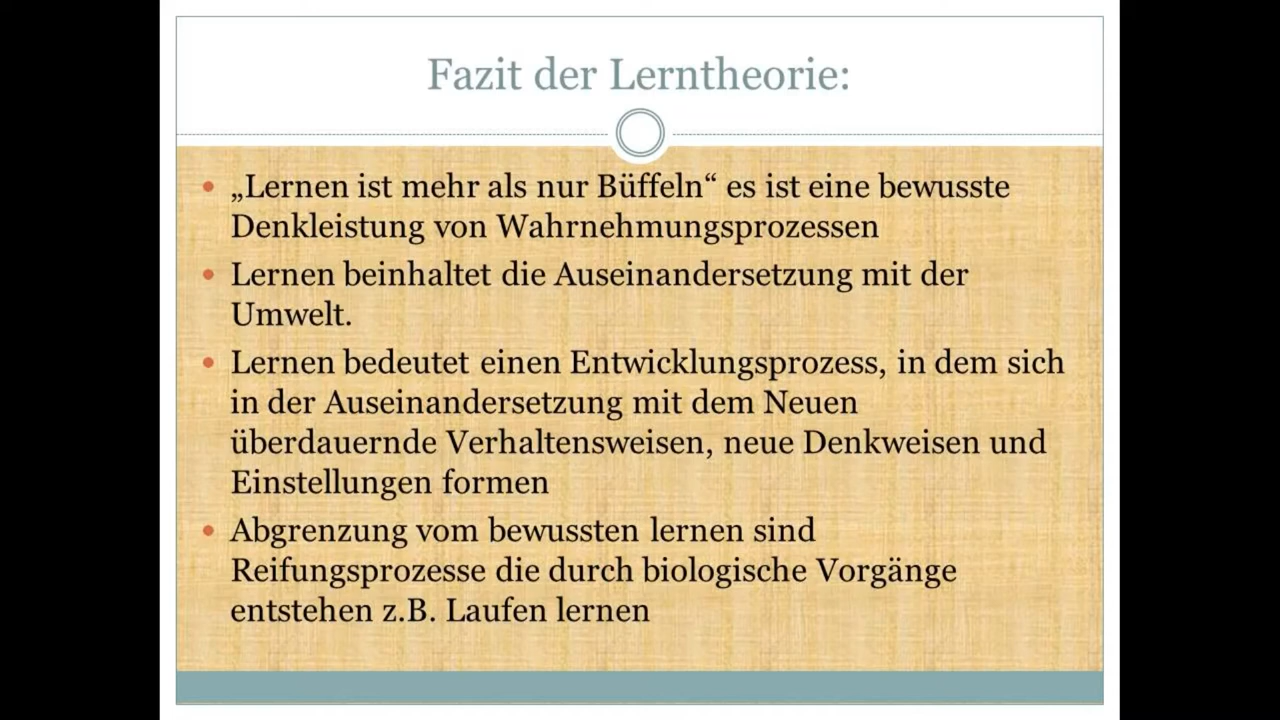 Fazit der Lerntheorie:
• „Lernen ist mehr als nur Büffeln“ es ist eine bewusste
Denkleistung von Wahrnehmungsprozessen
• Lernen beinhaltet die Auseinandersetzung mit der
Umwelt.
• Lernen bedeutet einen Entwicklungsprozess, in dem sich
in der Auseinandersetzung mit dem Neuen
überdauernde Verhaltensweisen, neue Denkweisen und
Einstellungen formen
• Abgrenzung vom bewussten lernen sind
Reifungsprozesse die durch biologische Vorgänge
entstehen z.B. Laufen lernen